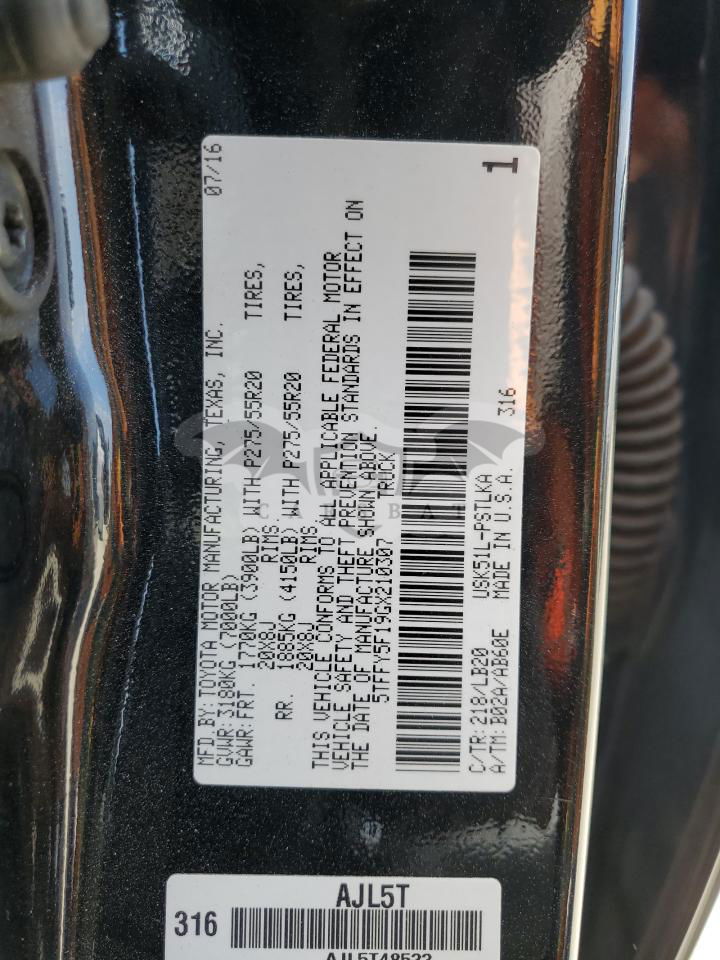 MFD. BY: TOYOTA MOTOR MANUFACTURING, TEXAS, INC. 07/16
GVWR: 3180KG (7000LB)
GAWR: FRT. 1770KG (3900LB) WITH P275/55R20 TIRES,
20X8J RIMS,
RR. 1885KG (4150LB) WITH P275/55R20 TIRES,
20X8J RIMS,
THIS VEHICLE CONFORMS TO ALL APPLICABLE FEDERAL MOTOR
VEHICLE SAFETY AND THEFT PREVENTION STANDARDS IN EFFECT ON
THE DATE OF MANUFACTURE SHOWN ABOVE.
5TFFY5F19GX210307 TRUCK
C/TR: 218/LB20 USK51L-PSTLKA 316
A/TM: B02A/AB60E MADE IN U.S.A.
1
CARCBAT
AJL5T
316
AJL5T48522